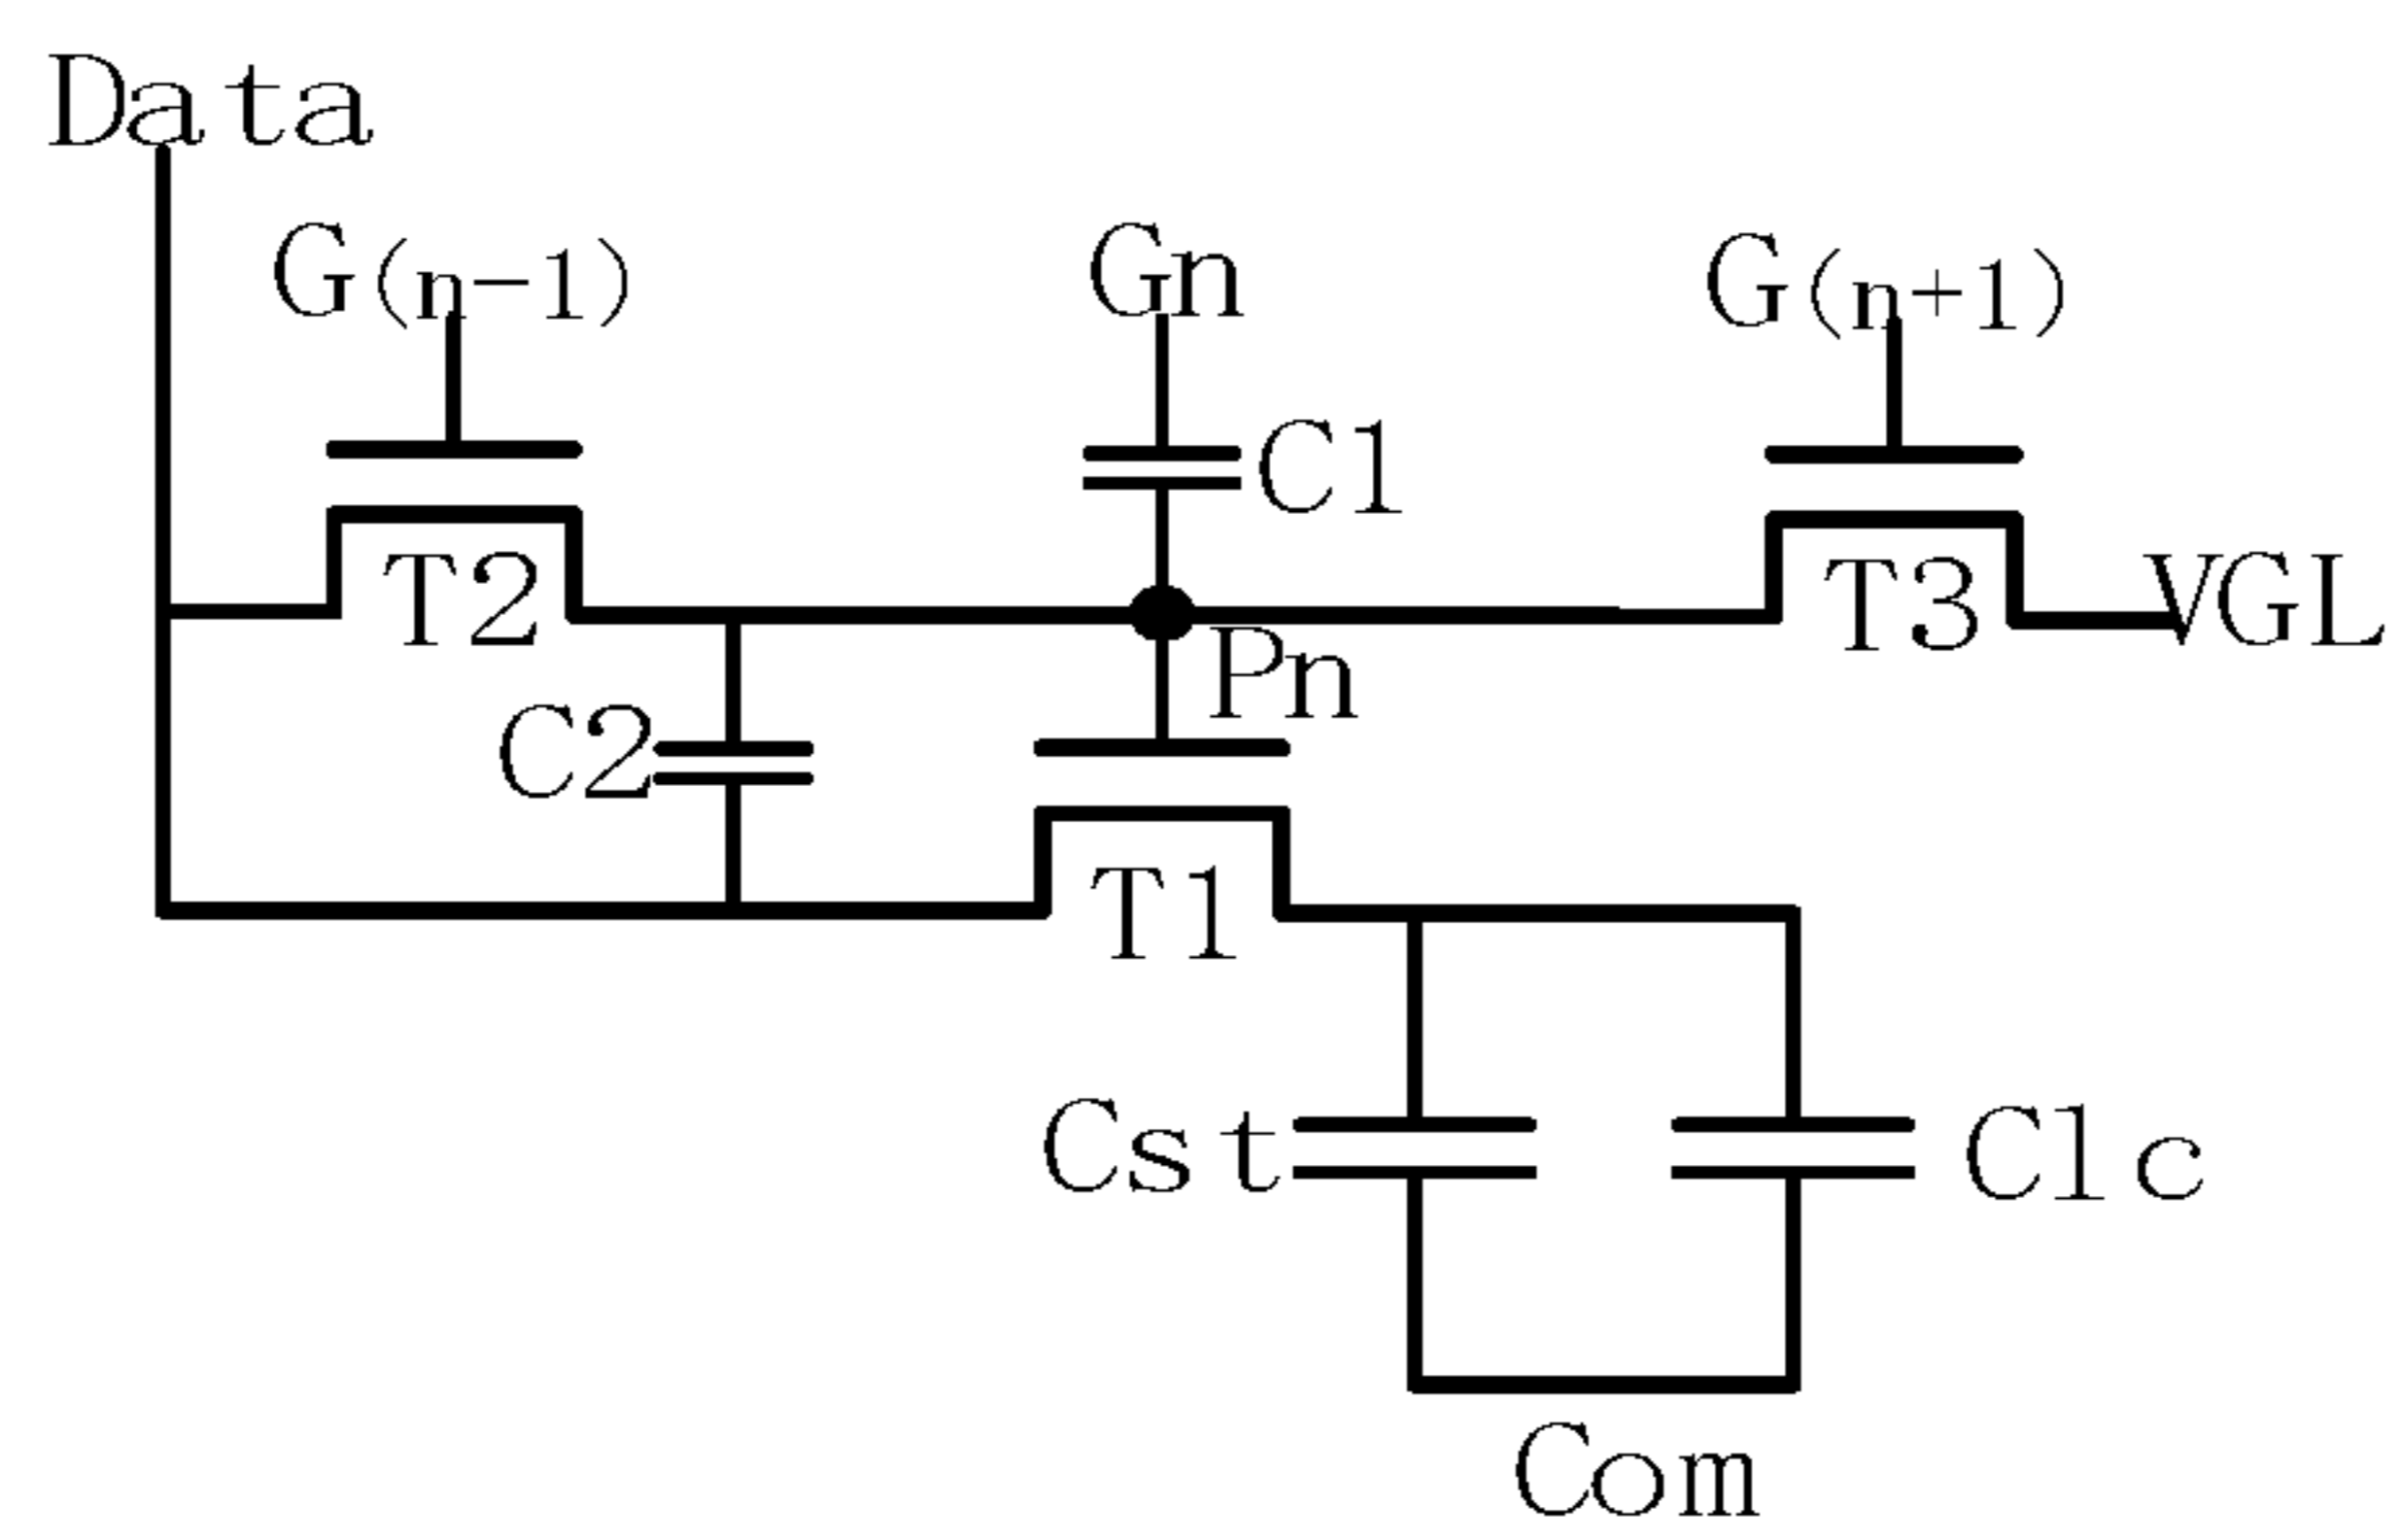 Data
G(n-1)
Gn
G(n+1)
C1
T2
T3
VGL
Pn
C2
T1
Cst
Clc
Com